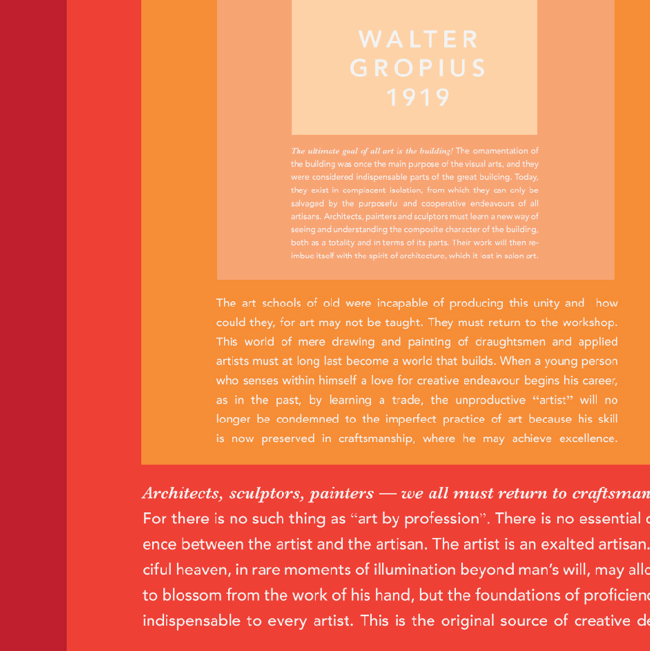 WALTER
GROPIUS
1919
The ultimate goal of all art is the building! The ornamentation of
the building was once the main purpose of the visual arts, and they
were considered indispensable parts of the great building. Today,
they exist in complacent isolation, from which they can only be
salvaged by the purposeful and cooperative endeavours of all
artisans. Architects, painters and sculptors must learn a new way of
seeing and understanding the composite character of the building,
both as a totality and in terms of its parts. Their work will then re-
imbue itself with the spirit of architecture, which it lost in salon art.
The art schools of old were incapable of producing this unity and how
could they, for art may not be taught. They must return to the workshop.
This world of mere drawing and painting of draughtsmen and applied
artists must at long last become a world that builds. When a young person
who senses within himself a love for creative endeavour begins his career,
as in the past, by learning a trade, the unproductive “artist” will no
longer be condemned to the imperfect practice of art because his skill
is now preserved in craftsmanship, where he may achieve excellence.
Architects, sculptors, painters — we all must return to craftsman
For there is no such thing as “art by profession”. There is no essential
ence between the artist and the artisan. The artist is an exalted artisan.
ciful heaven, in rare moments of illumination beyond man’s will, may allo
to blossom from the work of his hand, but the foundations of proficien
indispensable to every artist. This is the original source of creative de